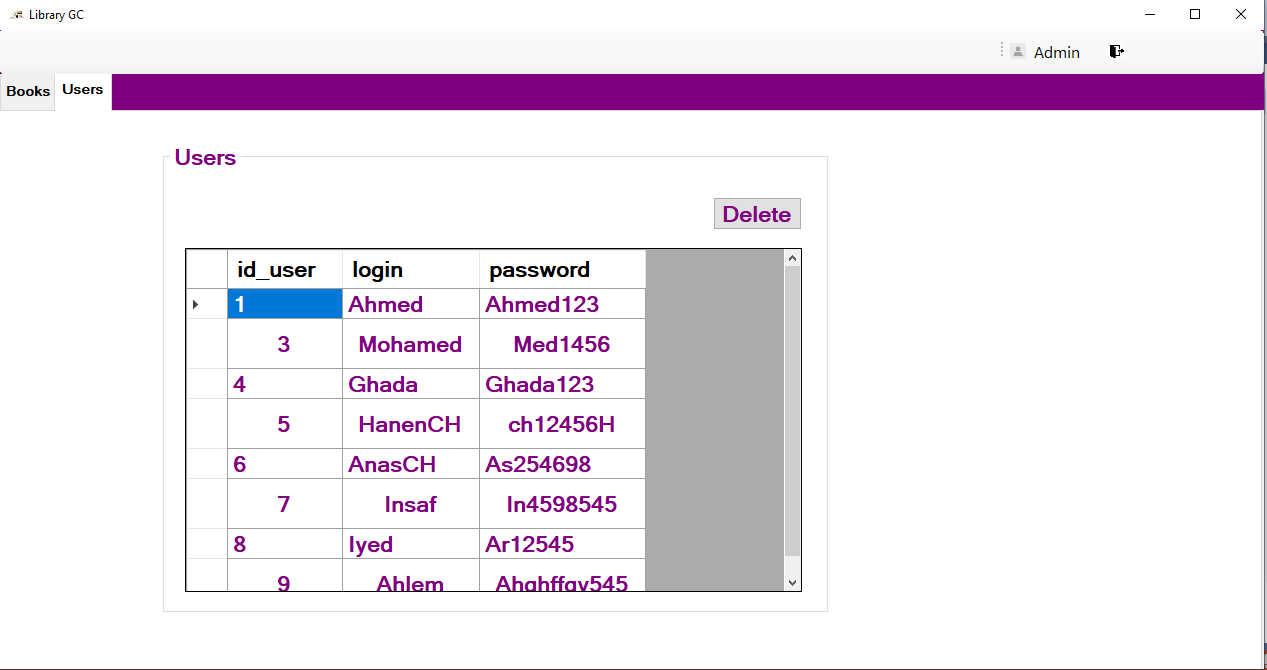 Library GC
Admin
Books Users
Users
Delete
id_user login password
1 Ahmed Ahmed123
3 Mohamed Med1456
4 Ghada Ghada123
5 HanenCH ch12456H
6 AnasCH As254698
7 Insaf In4598545
8 Iyed Ar12545
9 Ahlem